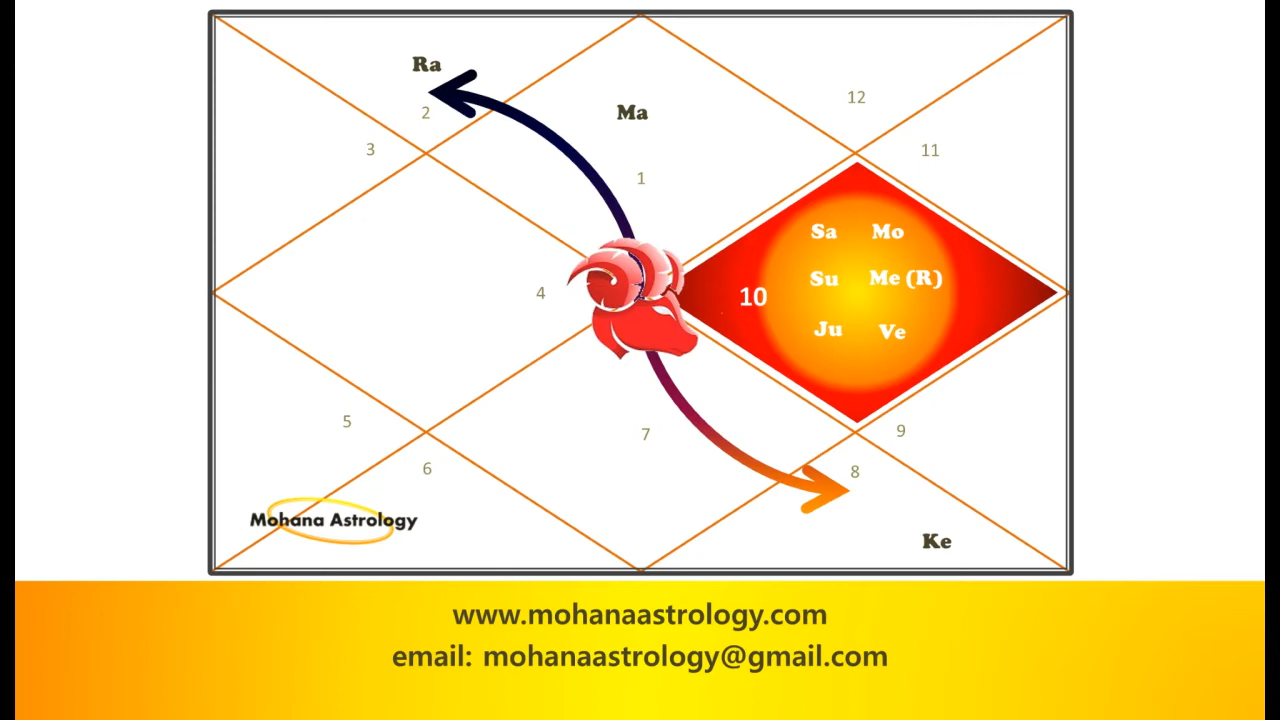 Ra
Ma
2
12
3
11
1
Sa Mo
Su Me (R)
10
4
Ju Ve
5
7
9
6
8
Mohana Astrology
Ke
www.mohanaastrology.com
email: mohanaastrology@gmail.com